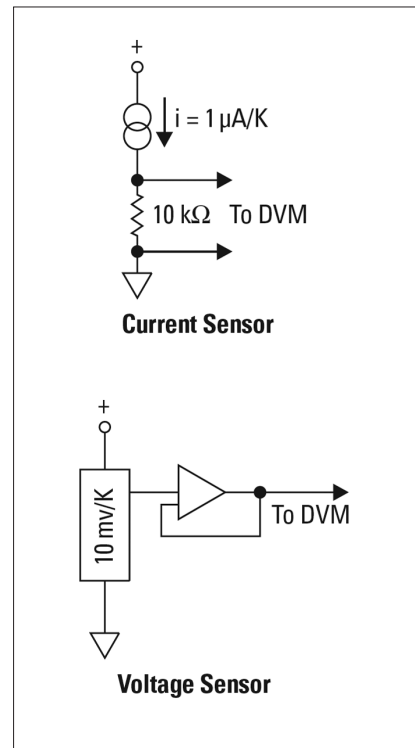 +
i = 1 µA/K
10 kΩ To DVM
Current Sensor
+
10 mv/K
To DVM
Voltage Sensor